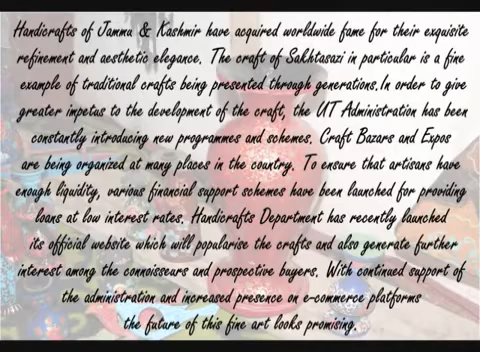 Handicrafts of Jammu & Kashmir have acquired worldwide fame for their exquisite
refinement and aesthetic elegance. The craft of Sakhtasazi in particular is a fine
example of traditional crafts being presented through generations.In order to give
greater impetus to the development of the craft, the UT Administration has been
constantly introducing new programmes and schemes. Craft Bazars and Expos
are being organized at many places in the country. To ensure that artisans have
enough liquidity, various financial support schemes have been launched for providing
loans at low interest rates. Handicrafts Department has recently launched
its official website which will popularise the crafts and also generate further
interest among the connoisseurs and prospective buyers. With continued support of
the administration and increased presence on e-commerce platforms
the future of this fine art looks promising.